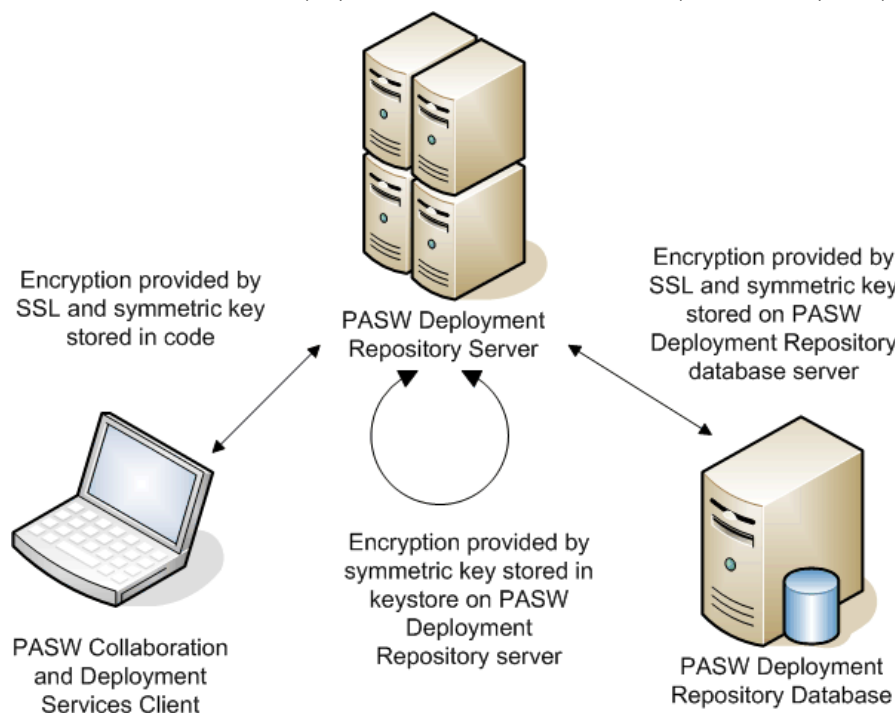 Encryption provided by
SSL and symmetric key
stored in code
PASW Deployment
Repository Server
Encryption provided by
SSL and symmetric key
stored on PASW
Deployment Repository
database server
Encryption provided by
symmetric key stored in
keystore on PASW
Deployment
Repository server
PASW Collaboration
and Deployment
Services Client
PASW Deployment
Repository Database